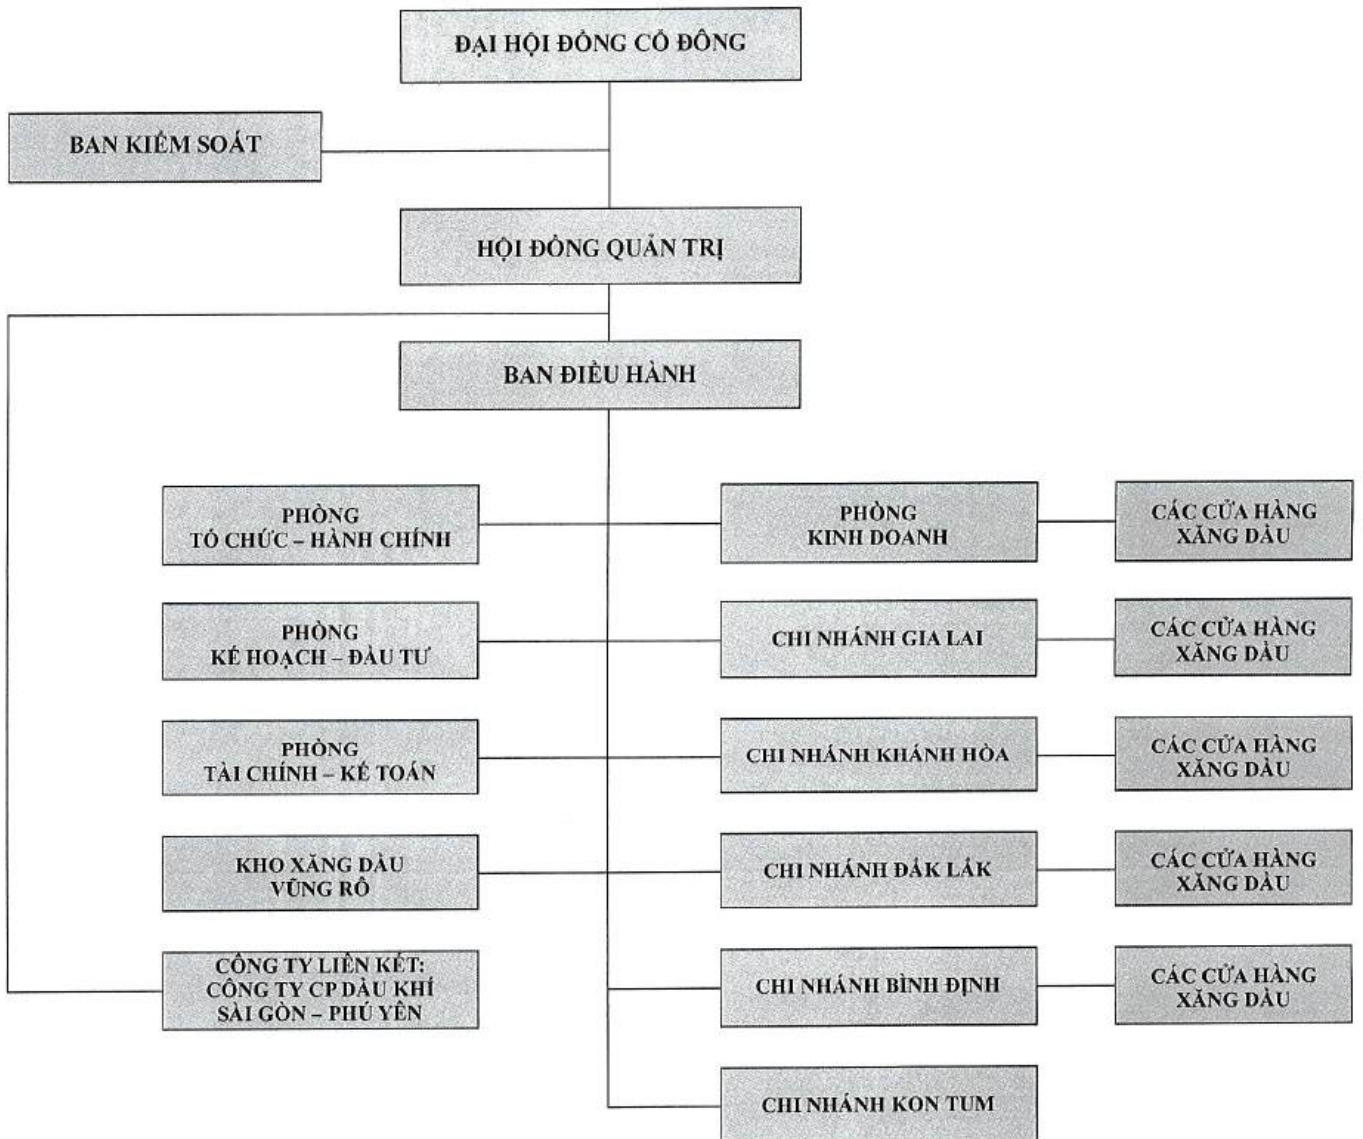 ĐẠI HỘI ĐỒNG CỔ ĐÔNG
BAN KIỂM SOÁT
HỘI ĐỒNG QUẢN TRỊ
BAN ĐIỀU HÀNH
PHÒNG
TỔ CHỨC – HÀNH CHÍNH
PHÒNG
KINH DOANH
CÁC CỬA HÀNG
XĂNG DẦU
PHÒNG
KẾ HOẠCH – ĐẦU TƯ
CHI NHÁNH GIA LAI
CÁC CỬA HÀNG
XĂNG DẦU
PHÒNG
TÀI CHÍNH – KẾ TOÁN
CHI NHÁNH KHÁNH HÒA
CÁC CỬA HÀNG
XĂNG DẦU
KHO XĂNG DẦU
VŨNG RÔ
CHI NHÁNH ĐẮK LẮK
CÁC CỬA HÀNG
XĂNG DẦU
CÔNG TY LIÊN KẾT:
CÔNG TY CP DẦU KHÍ
SÀI GÒN – PHÚ YÊN
CHI NHÁNH BÌNH ĐỊNH
CÁC CỬA HÀNG
XĂNG DẦU
CHI NHÁNH KON TUM